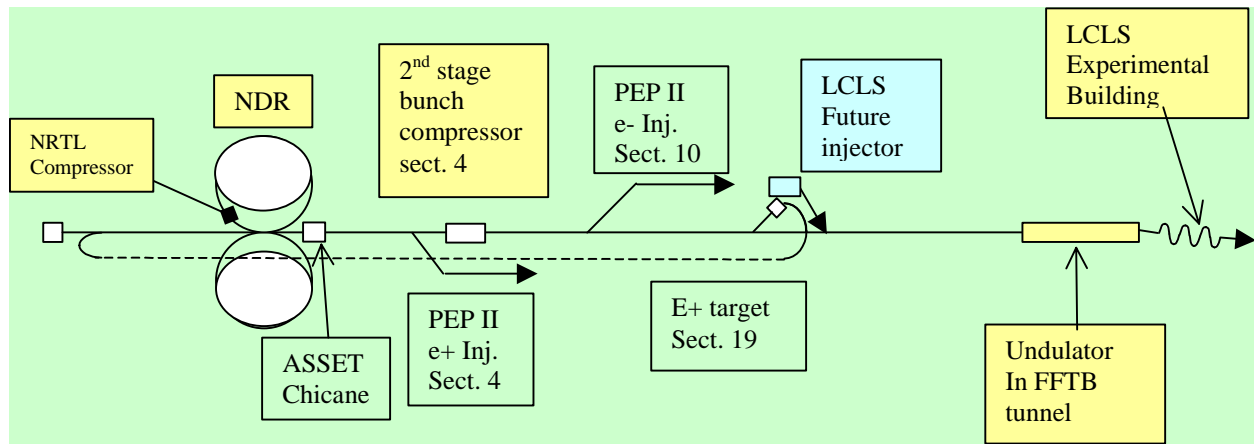 NDR
NRTL
Compressor
2nd stage
bunch
compressor
sect. 4
PEP II
e- Inj.
Sect. 10
LCLS
Future
injector
LCLS
Experimental
Building
ASSET
Chicane
PEP II
e+ Inj.
Sect. 4
E+ target
Sect. 19
Undulator
In FFTB
tunnel